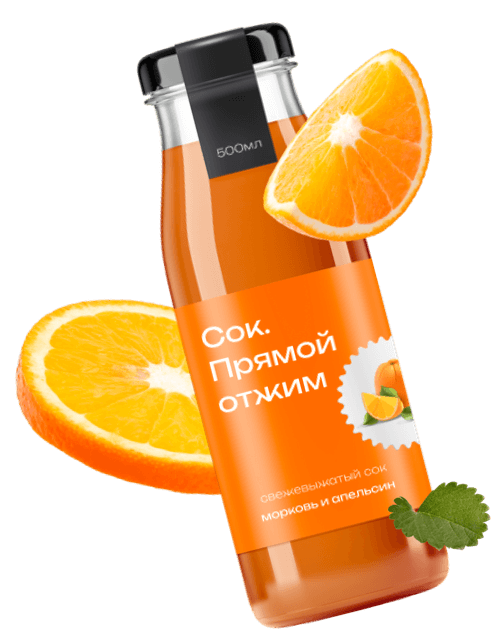 500мл
Сок.
Прямой
отжим
свежевыжатый сок
морковь и апельсин